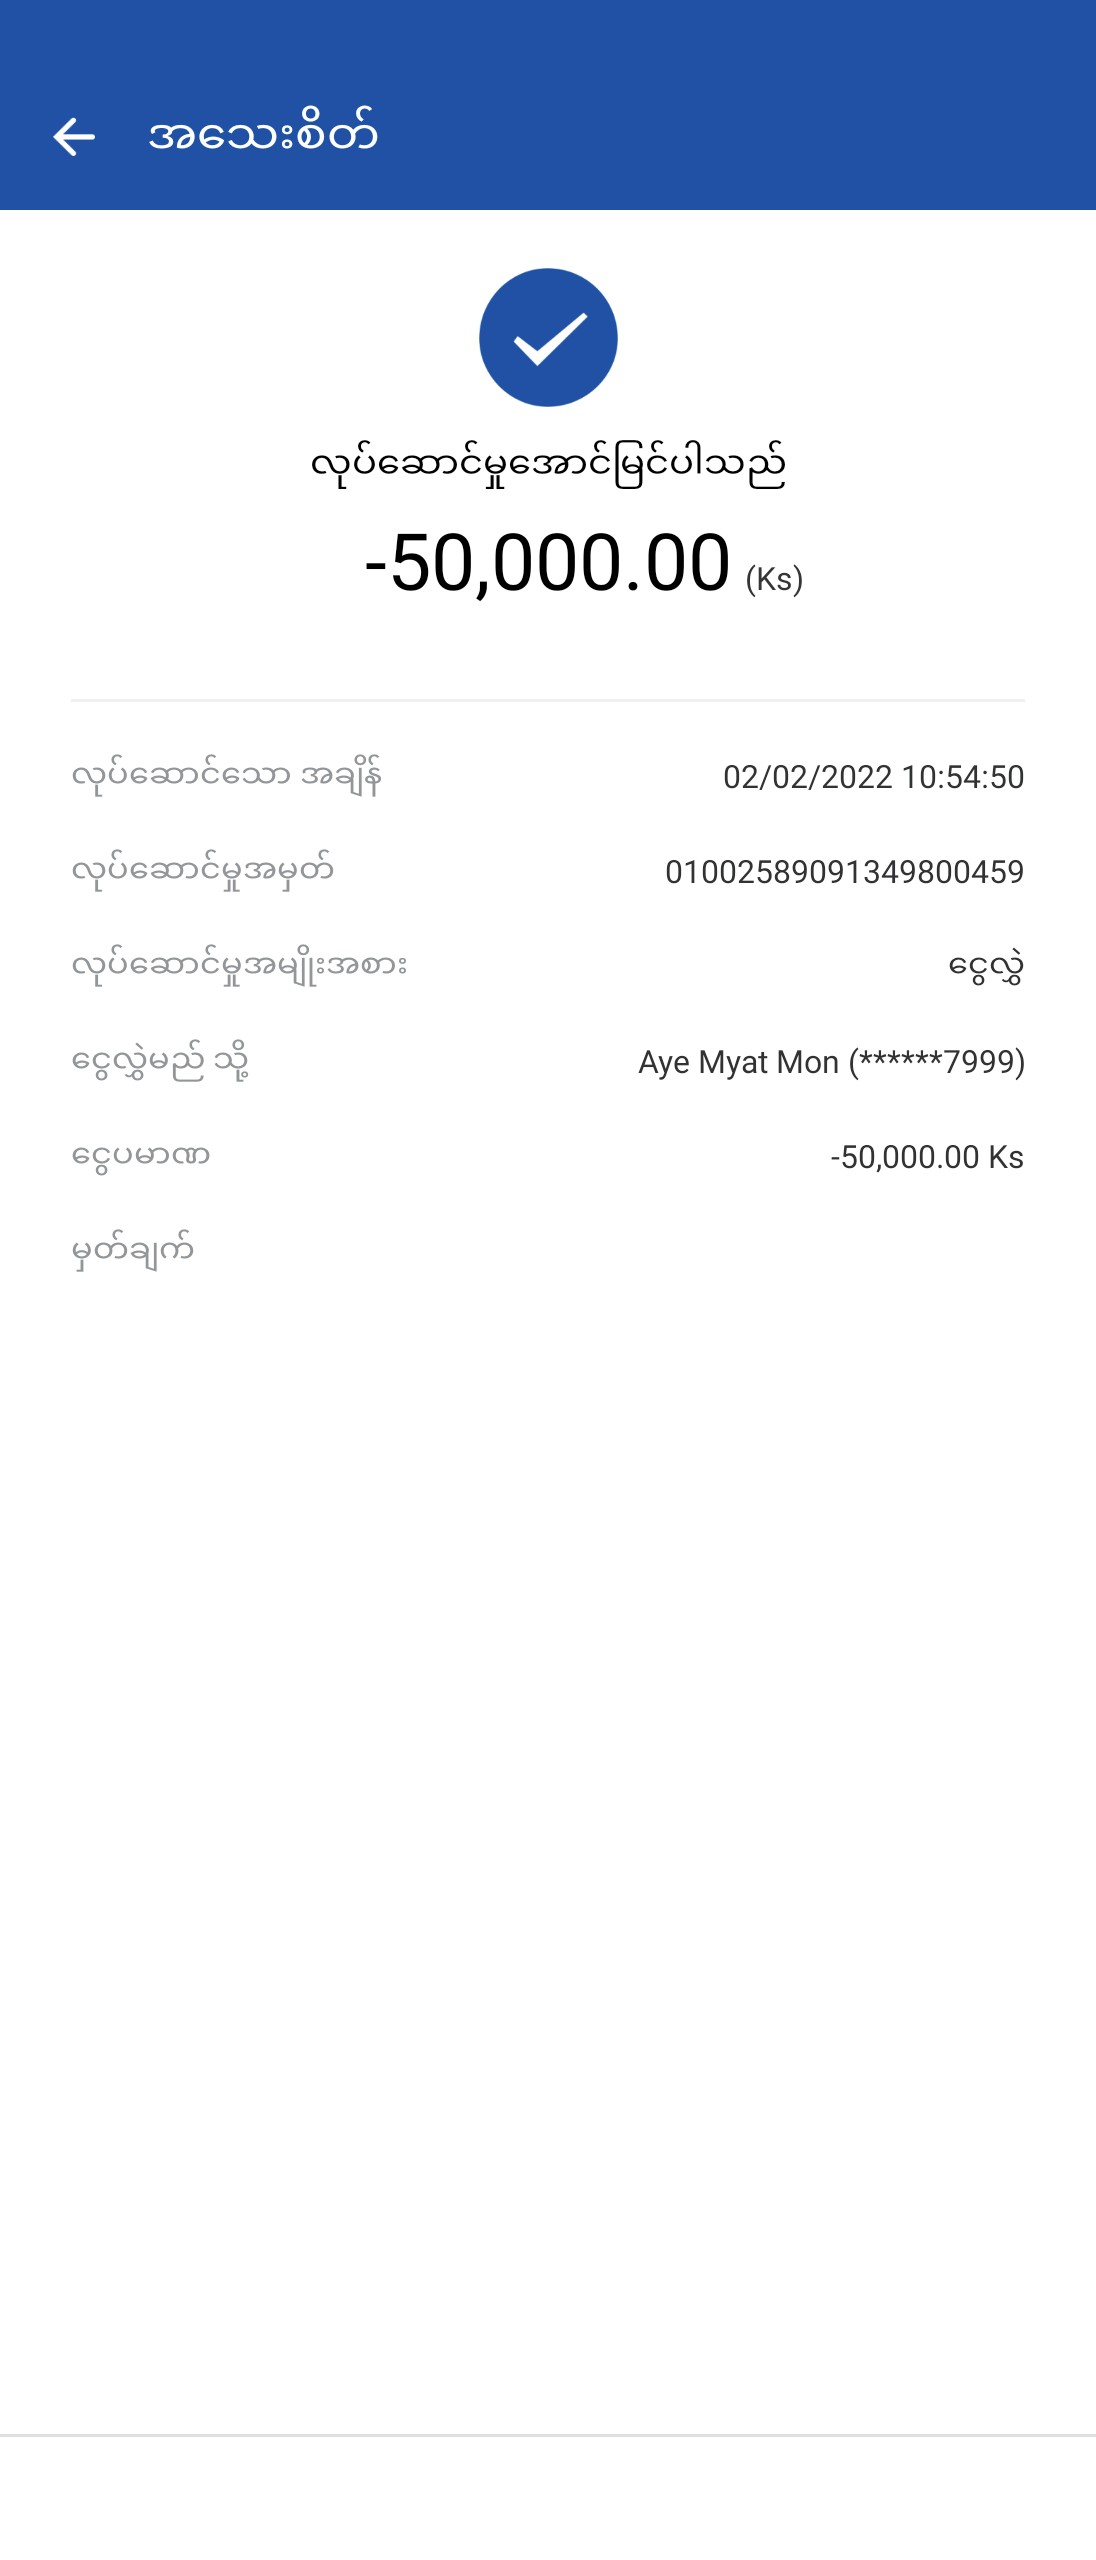 အသေးစိတ်
လုပ်ဆောင်မှုအောင်မြင်ပါသည်
-50,000.00 (Ks)
လုပ်ဆောင်သော အချိန် 02/02/2022 10:54:50
လုပ်ဆောင်မှုအမှတ် 01002589091349800459
လုပ်ဆောင်မှုအမျိုးအစား ငွေလွှဲ
ငွေလွှဲမည် သို့ Aye Myat Mon (******7999)
ငွေပမာဏ -50,000.00 Ks
မှတ်ချက်